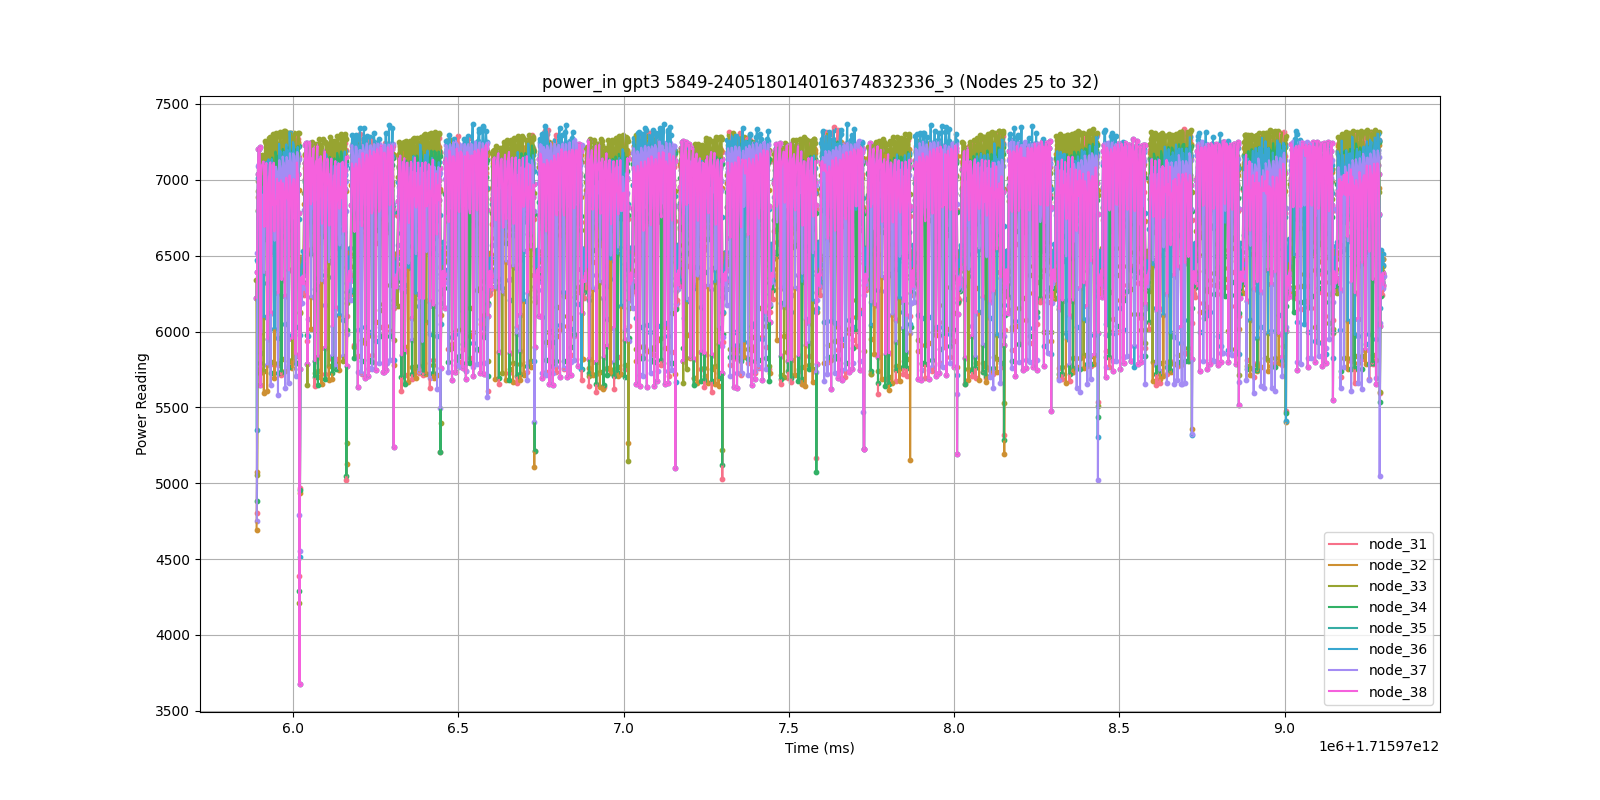 power_in gpt3 5849-240518014016374832336_3 (Nodes 25 to 32)
Power Reading
7500
7000
6500
6000
5500
5000
4500
4000
3500
node_31
node_32
node_33
node_34
node_35
node_36
node_37
node_38
6.0 6.5 7.0 7.5 8.0 8.5 9.0
Time (ms)
1e6+1.71597e12